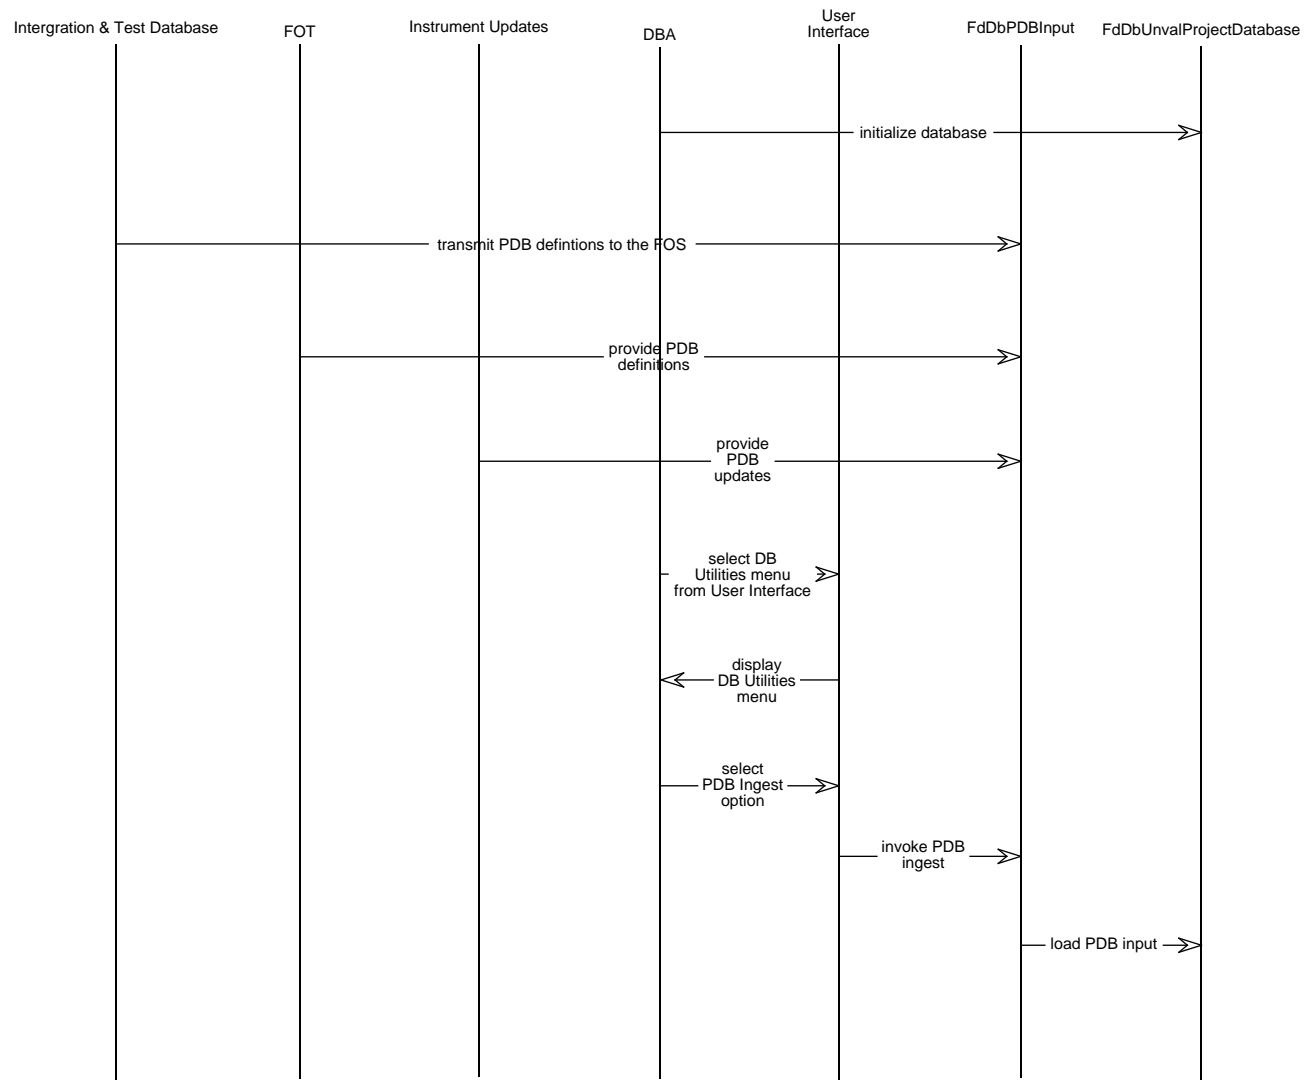 Intergration & Test Database
FOT
Instrument Updates
DBA
User
Interface
FdDbPDBInput
FdDbUnvalProjectDatabase
initialize database
transmit PDB defintions to the FOS
provide PDB
definitions
provide
PDB
updates
select DB
Utilities menu
from User Interface
display
DB Utilities
menu
select
PDB Ingest
option
invoke PDB
ingest
load PDB input